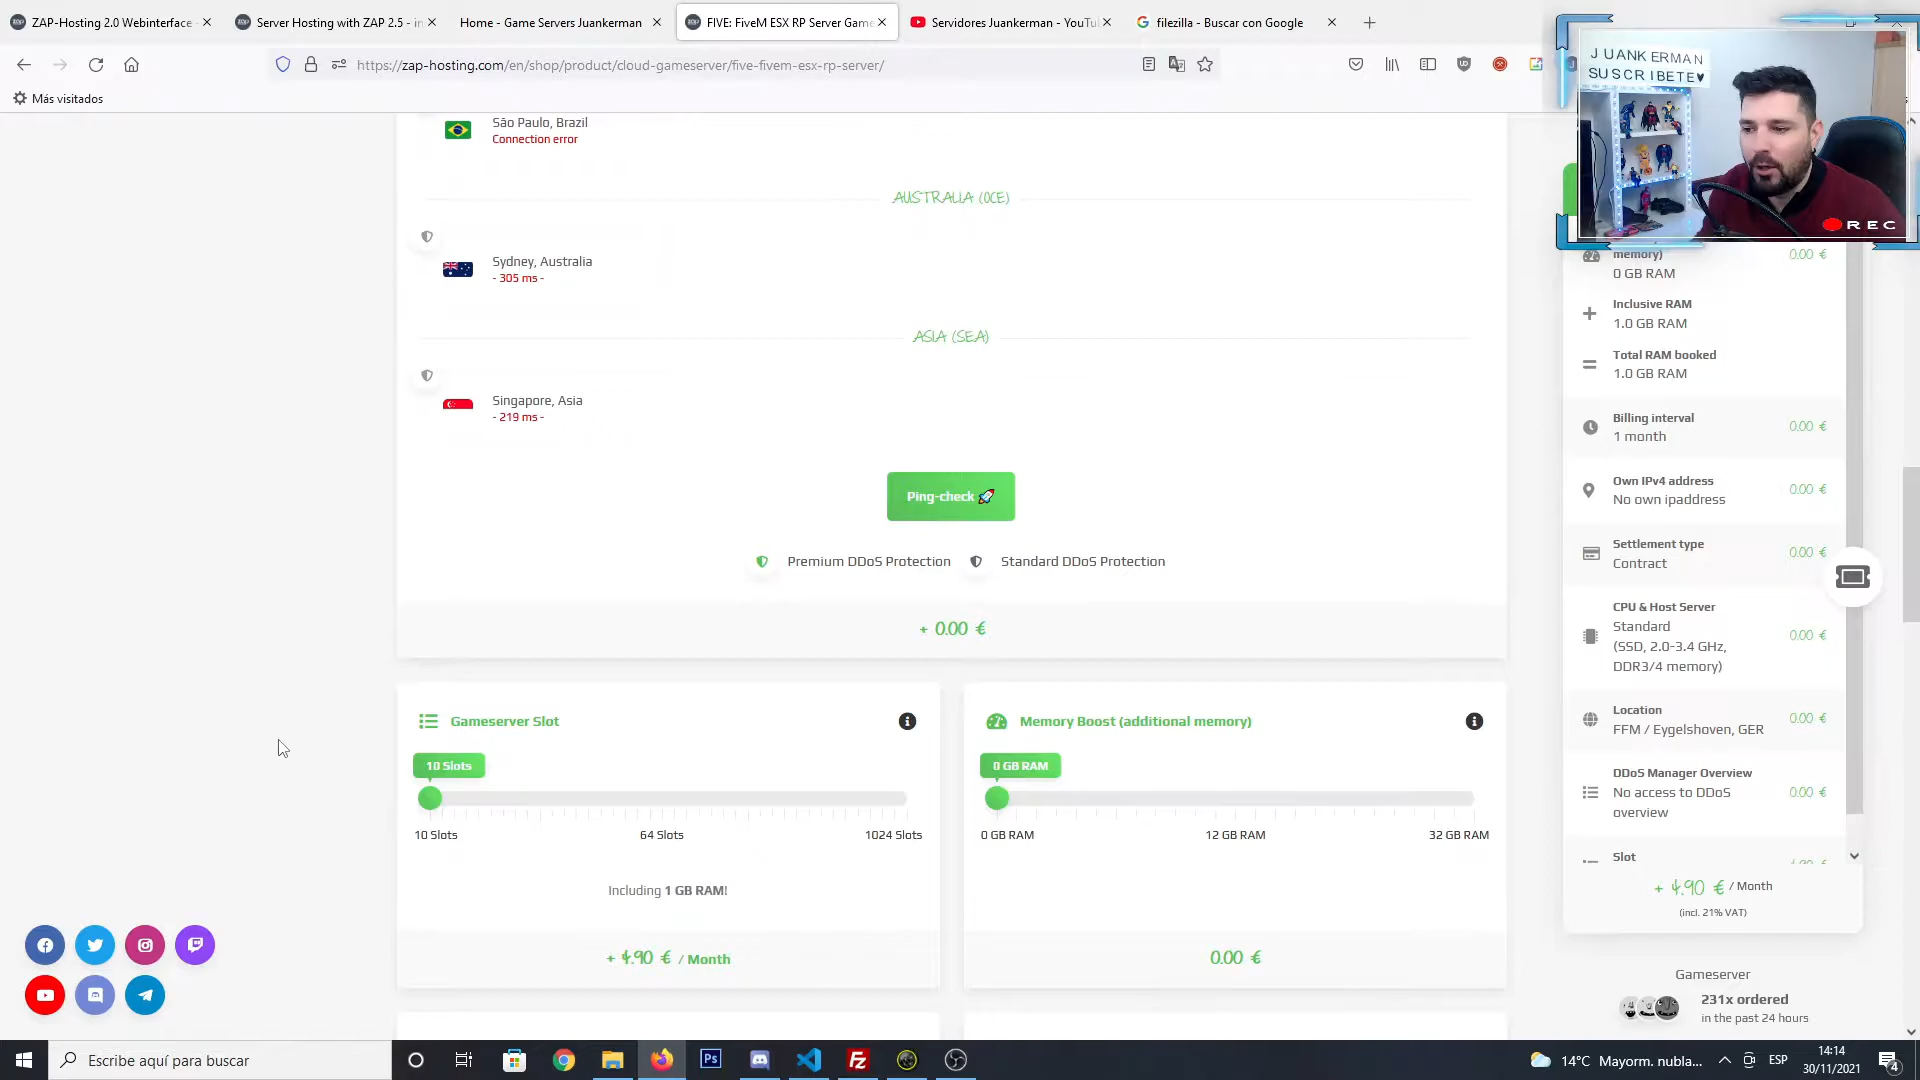 ZAP-Hosting 2.0 Webinterface
Server Hosting with ZAP 2.5 - in
Home - Game Servers Juankerman
FIVE: FiveM ESX RP Server Game
Servidores Juankerman - YouTu
filezilla - Buscar con Google
https://zap-hosting.com/en/shop/product/cloud-gameserver/five-fivem-esx-rp-server/
Más visitados
JUANKERMAN
SUSCRIBETE♥
REC
São Paulo, Brazil
Connection error
AUSTRALIA (OCE)
Sydney, Australia
- 305 ms -
ASIA (SEA)
Singapore, Asia
- 219 ms -
Ping-check 🚀
Premium DDoS Protection
Standard DDoS Protection
+ 0.00 €
Gameserver Slot
10 Slots
10 Slots
64 Slots
1024 Slots
Including 1 GB RAM!
+ 4.90 € / Month
Memory Boost (additional memory)
0 GB RAM
0 GB RAM
12 GB RAM
32 GB RAM
0.00 €
memory)
0.00 €
0 GB RAM
Inclusive RAM
1.0 GB RAM
Total RAM booked
1.0 GB RAM
Billing interval
1 month
0.00 €
Own IPv4 address
No own ipaddress
0.00 €
Settlement type
Contract
0.00 €
CPU & Host Server
Standard
(SSD, 2.0-3.4 GHz,
DDR3/4 memory)
0.00 €
Location
FFM / Eygelshoven, GER
0.00 €
DDoS Manager Overview
No access to DDoS
overview
0.00 €
Slot
4.90 €
+ 4.90 € / Month
(incl. 21% VAT)
Gameserver
231x ordered
in the past 24 hours
Escribe aquí para buscar
Ps
Fz
14°C Mayorm. nubla...
ESP
14:14
30/11/2021
4